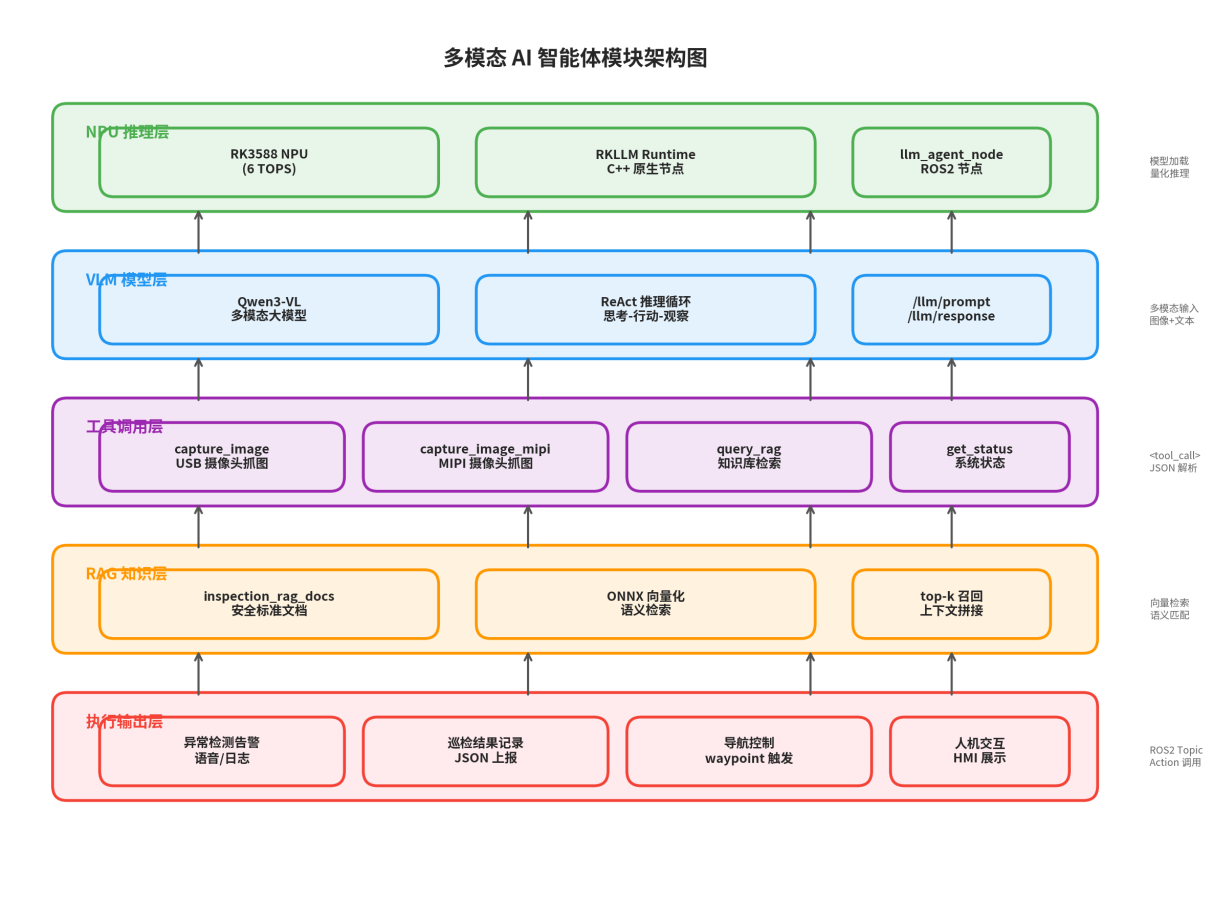 多模态 AI 智能体模块架构图
NPU 推理层
RK3588 NPU
(6 TOPS)
RKLLM Runtime
C++ 原生节点
llm_agent_node
ROS2 节点
模型加载
量化推理
VLM 模型层
Qwen3-VL
多模态大模型
ReAct 推理循环
思考-行动-观察
/llm/prompt
/llm/response
多模态输入
图像+文本
工具调用层
capture_image
USB 摄像头抓图
capture_image_mipi
MIPI 摄像头抓图
query_rag
知识库检索
get_status
系统状态
<tool_call>
JSON 解析
RAG 知识层
inspection_rag_docs
安全标准文档
ONNX 向量化
语义检索
top-k 召回
上下文拼接
向量检索
语义匹配
执行输出层
异常检测告警
语音/日志
巡检结果记录
JSON 上报
导航控制
waypoint 触发
人机交互
HMI 展示
ROS2 Topic
Action 调用